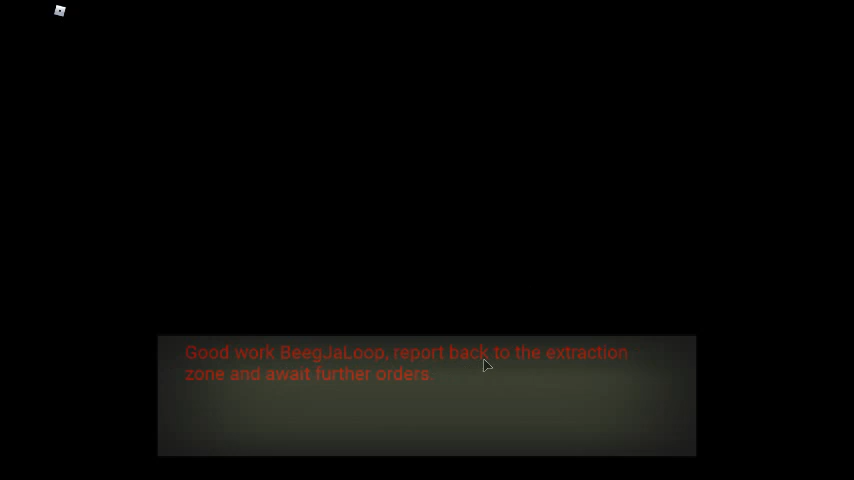 Good work BeegJaLoop, report back to the extraction
zone and await further orders.